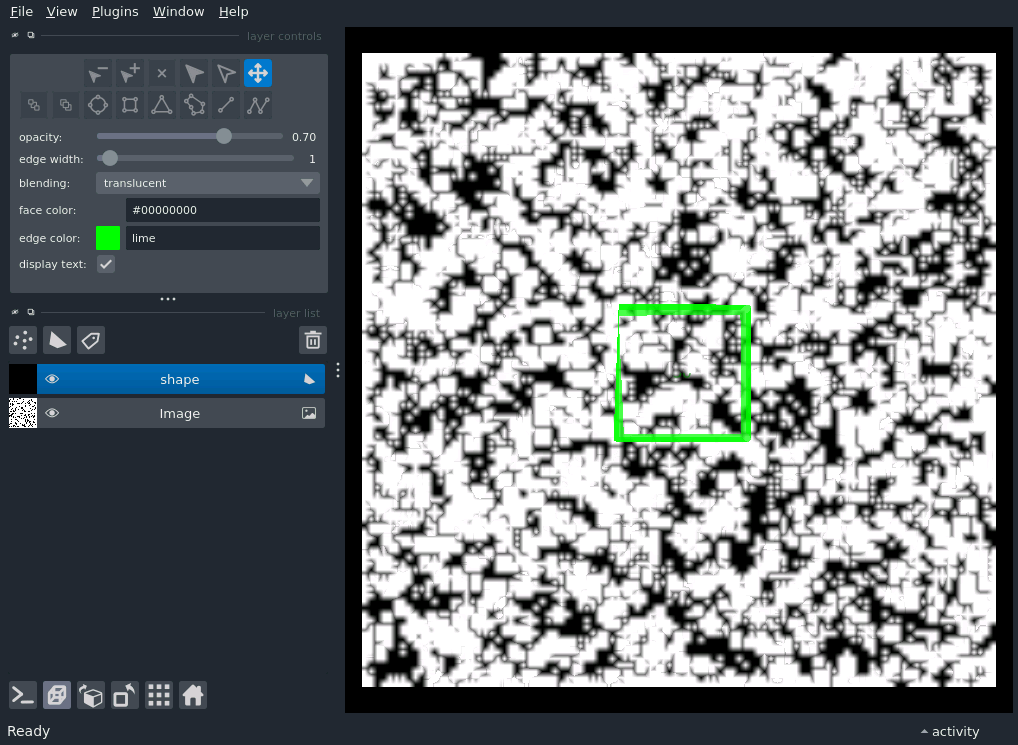 File View Plugins Window Help
layer controls
opacity: 0.70
edge width: 1
blending: translucent
face color: #00000000
edge color: lime
display text:
layer list
shape
Image
Ready
activity